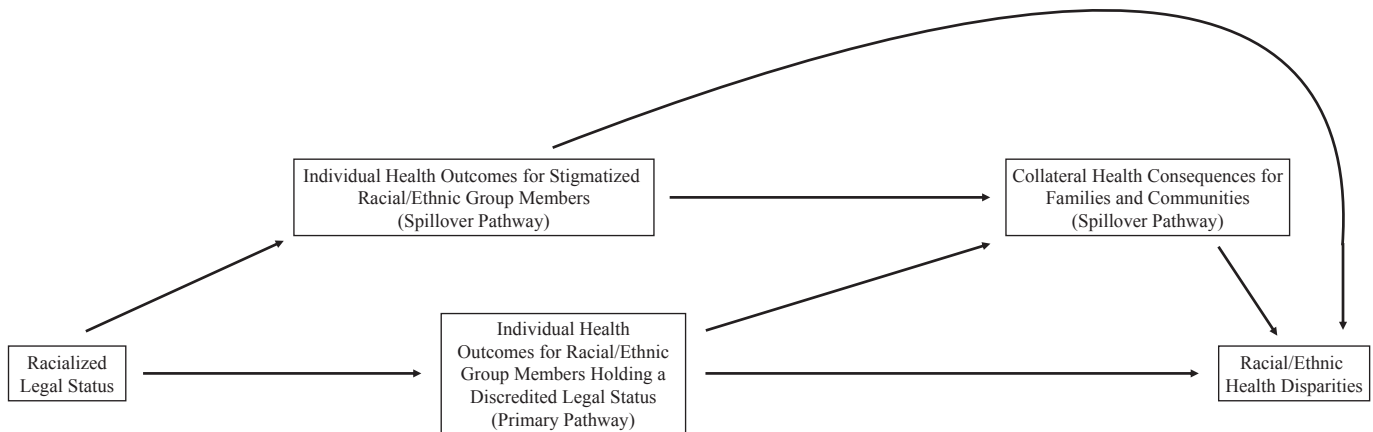 Individual Health Outcomes for Stigmatized
Racial/Ethnic Group Members
(Spillover Pathway)
Collateral Health Consequences for
Families and Communities
(Spillover Pathway)
Racialized
Legal Status
Individual Health
Outcomes for Racial/Ethnic
Group Members Holding a
Discredited Legal Status
(Primary Pathway)
Racial/Ethnic
Health Disparities